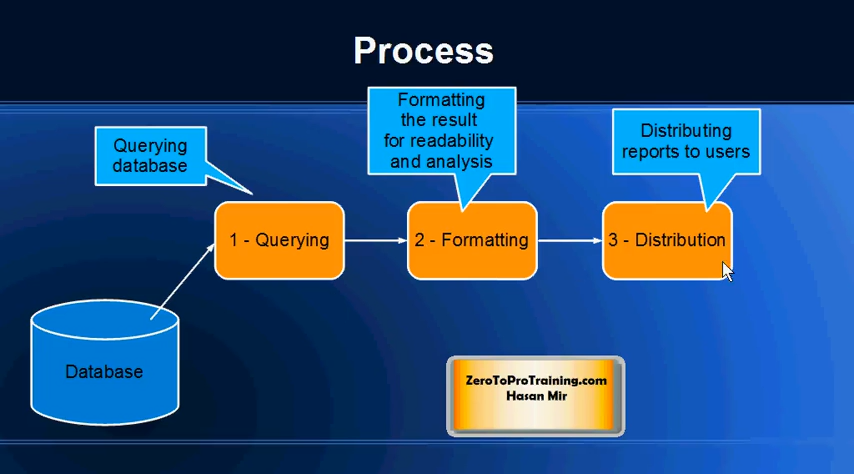 Process
Querying
database
Formatting
the result
for readability
and analysis
Distributing
reports to users
1 - Querying
2 - Formatting
3 - Distribution
Database
ZeroToProTraining.com
Hasan Mir